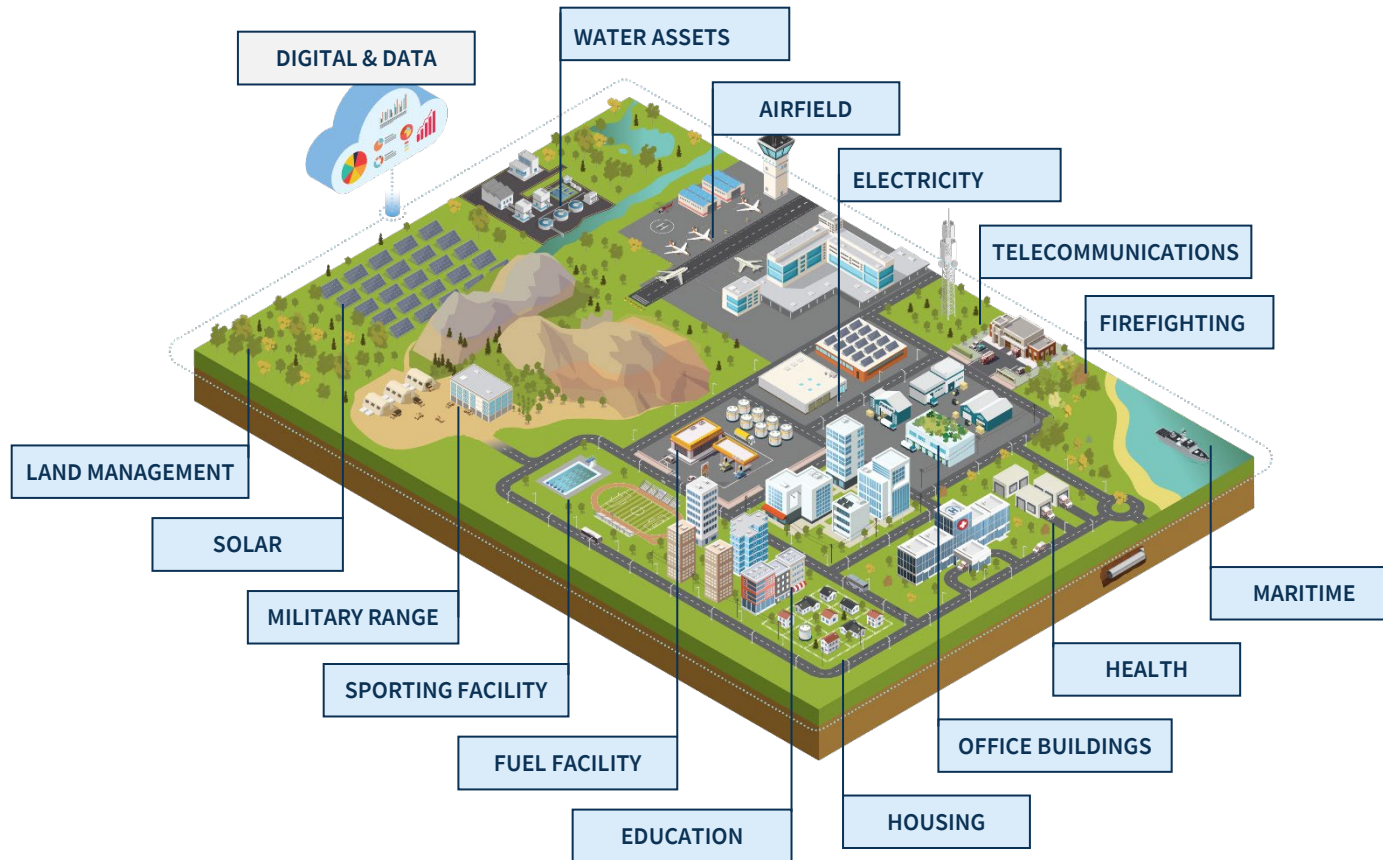 WATER ASSETS
DIGITAL & DATA
AIRFIELD
ELECTRICITY
TELECOMMUNICATIONS
FIREFIGHTING
LAND MANAGEMENT
SOLAR
MILITARY RANGE
MARITIME
HEALTH
SPORTING FACILITY
OFFICE BUILDINGS
FUEL FACILITY
HOUSING
EDUCATION
H
H